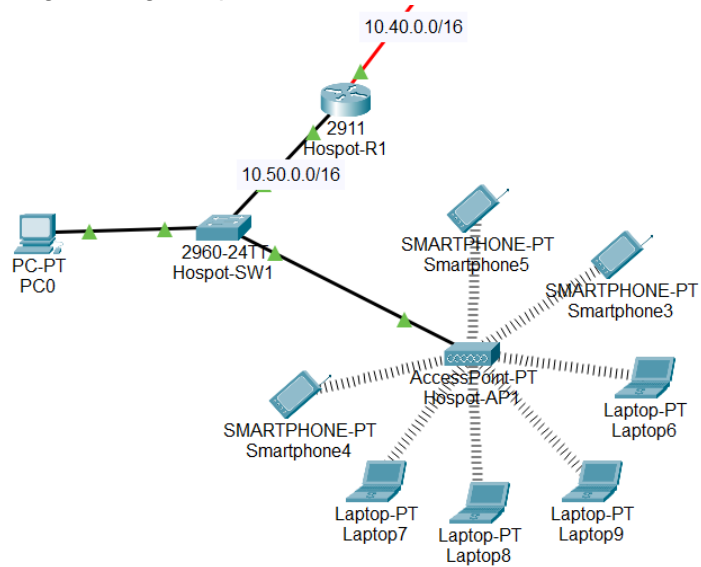 10.40.0.0/16
2911
Hospot-R1
10.50.0.0/16
PC-PT
PC0
2960-24TT
Hospot-SW1
SMARTPHONE-PT
Smartphone5
SMARTPHONE-PT
Smartphone3
AccessPoint-PT
Hospot-AP1
SMARTPHONE-PT
Smartphone4
Laptop-PT
Laptop6
Laptop-PT
Laptop7
Laptop-PT
Laptop8
Laptop-PT
Laptop9